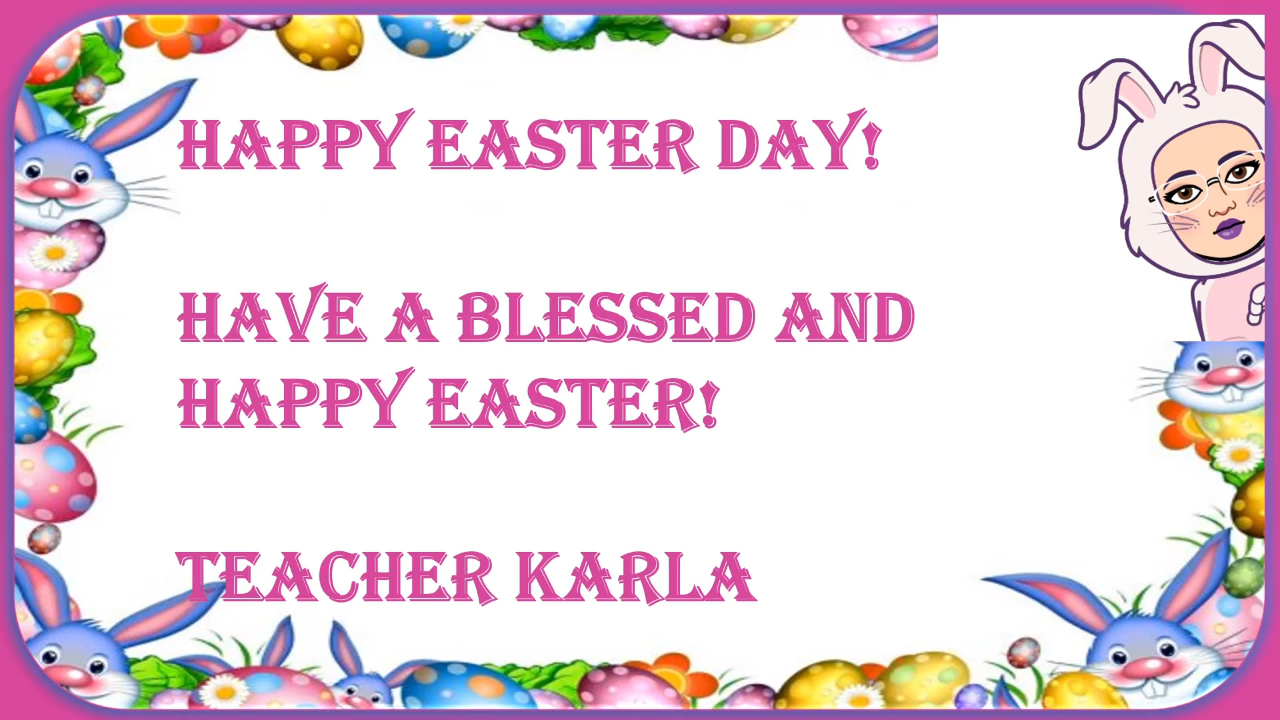 HAPPY EASTER DAY!
HAVE A BLESSED AND
HAPPY EASTER!
TEACHER KARLA